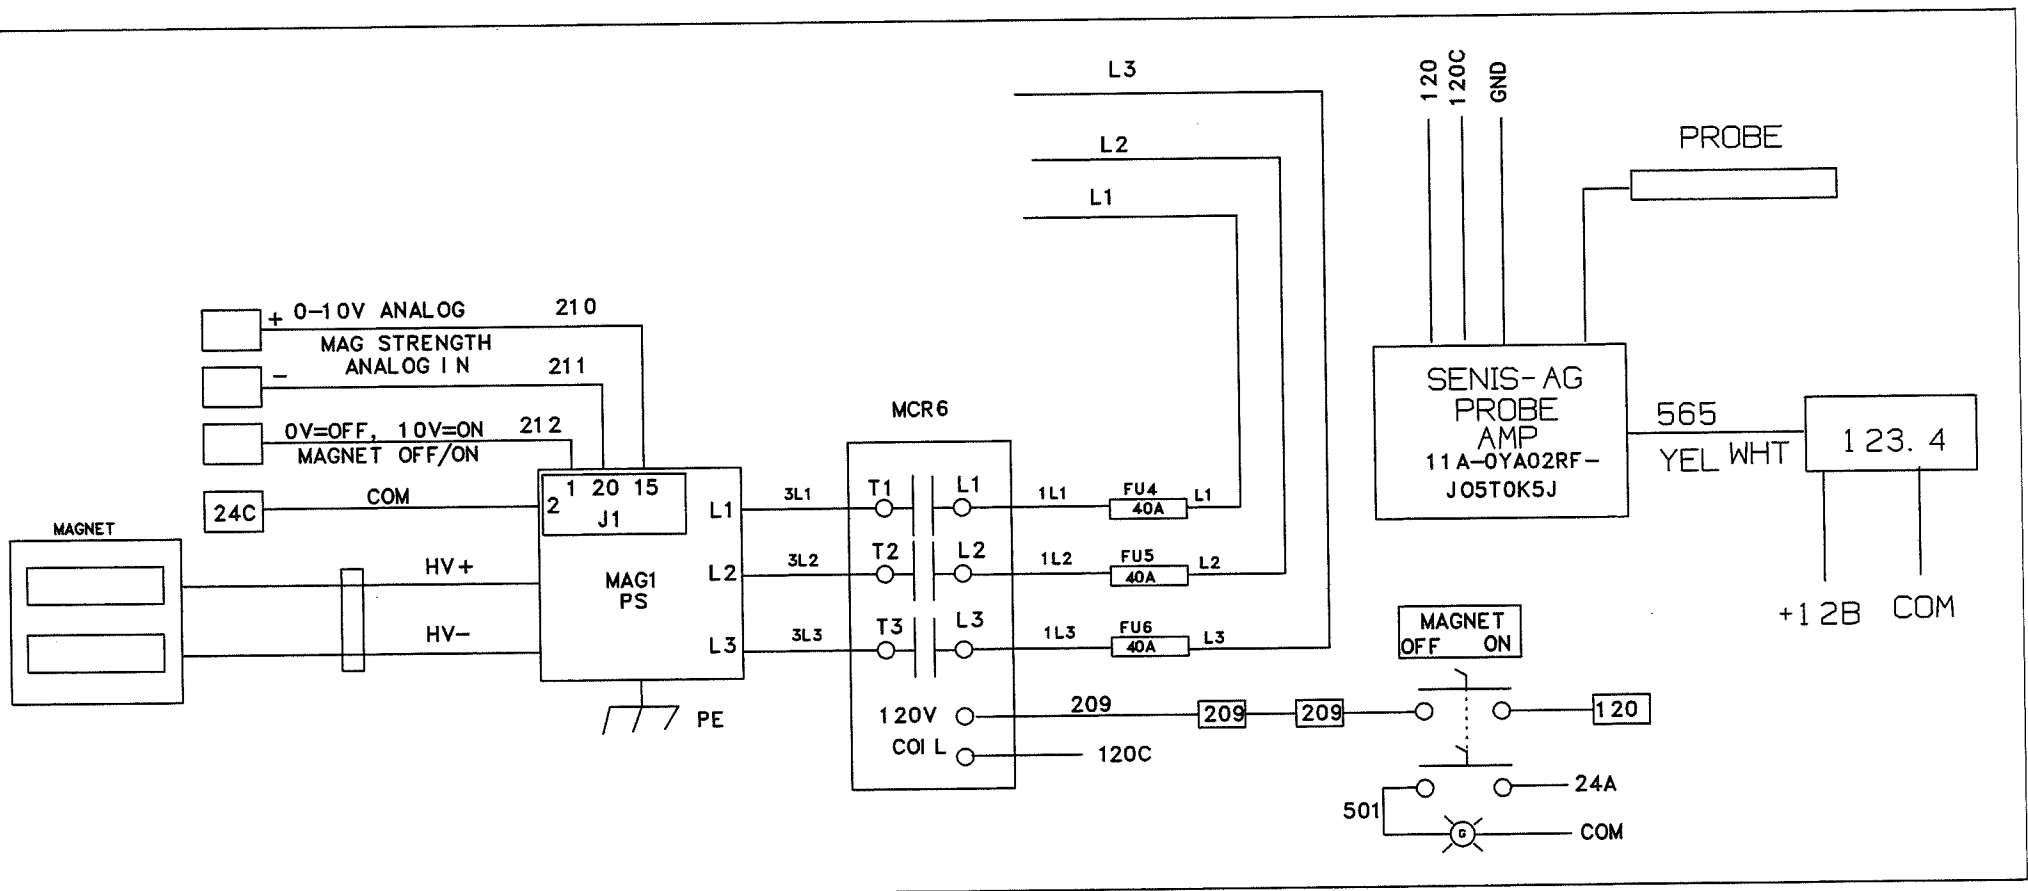 L3
L2
L1
120
120C
GND
PROBE
+ 0-10V ANALOG 210
MAG STRENGTH
ANALOG IN 211
-
0V=OFF, 10V=ON 212
MAGNET OFF/ON
24C COM
2 1 20 15
J1
MAGNET
HV+
HV-
MAG1
PS
L1
L2
L3
PE
3L1
3L2
3L3
MCR6
T1 L1
T2 L2
T3 L3
120V
COIL
1L1 FU4 L1
40A
1L2 FU5 L2
40A
1L3 FU6 L3
40A
209 209 209 120
120C
SENIS-AG
PROBE
AMP
11A-0YA02RF-
J05T0K5J
565
YEL WHT
123.4
+12B COM
MAGNET
OFF ON
24A
501
G COM